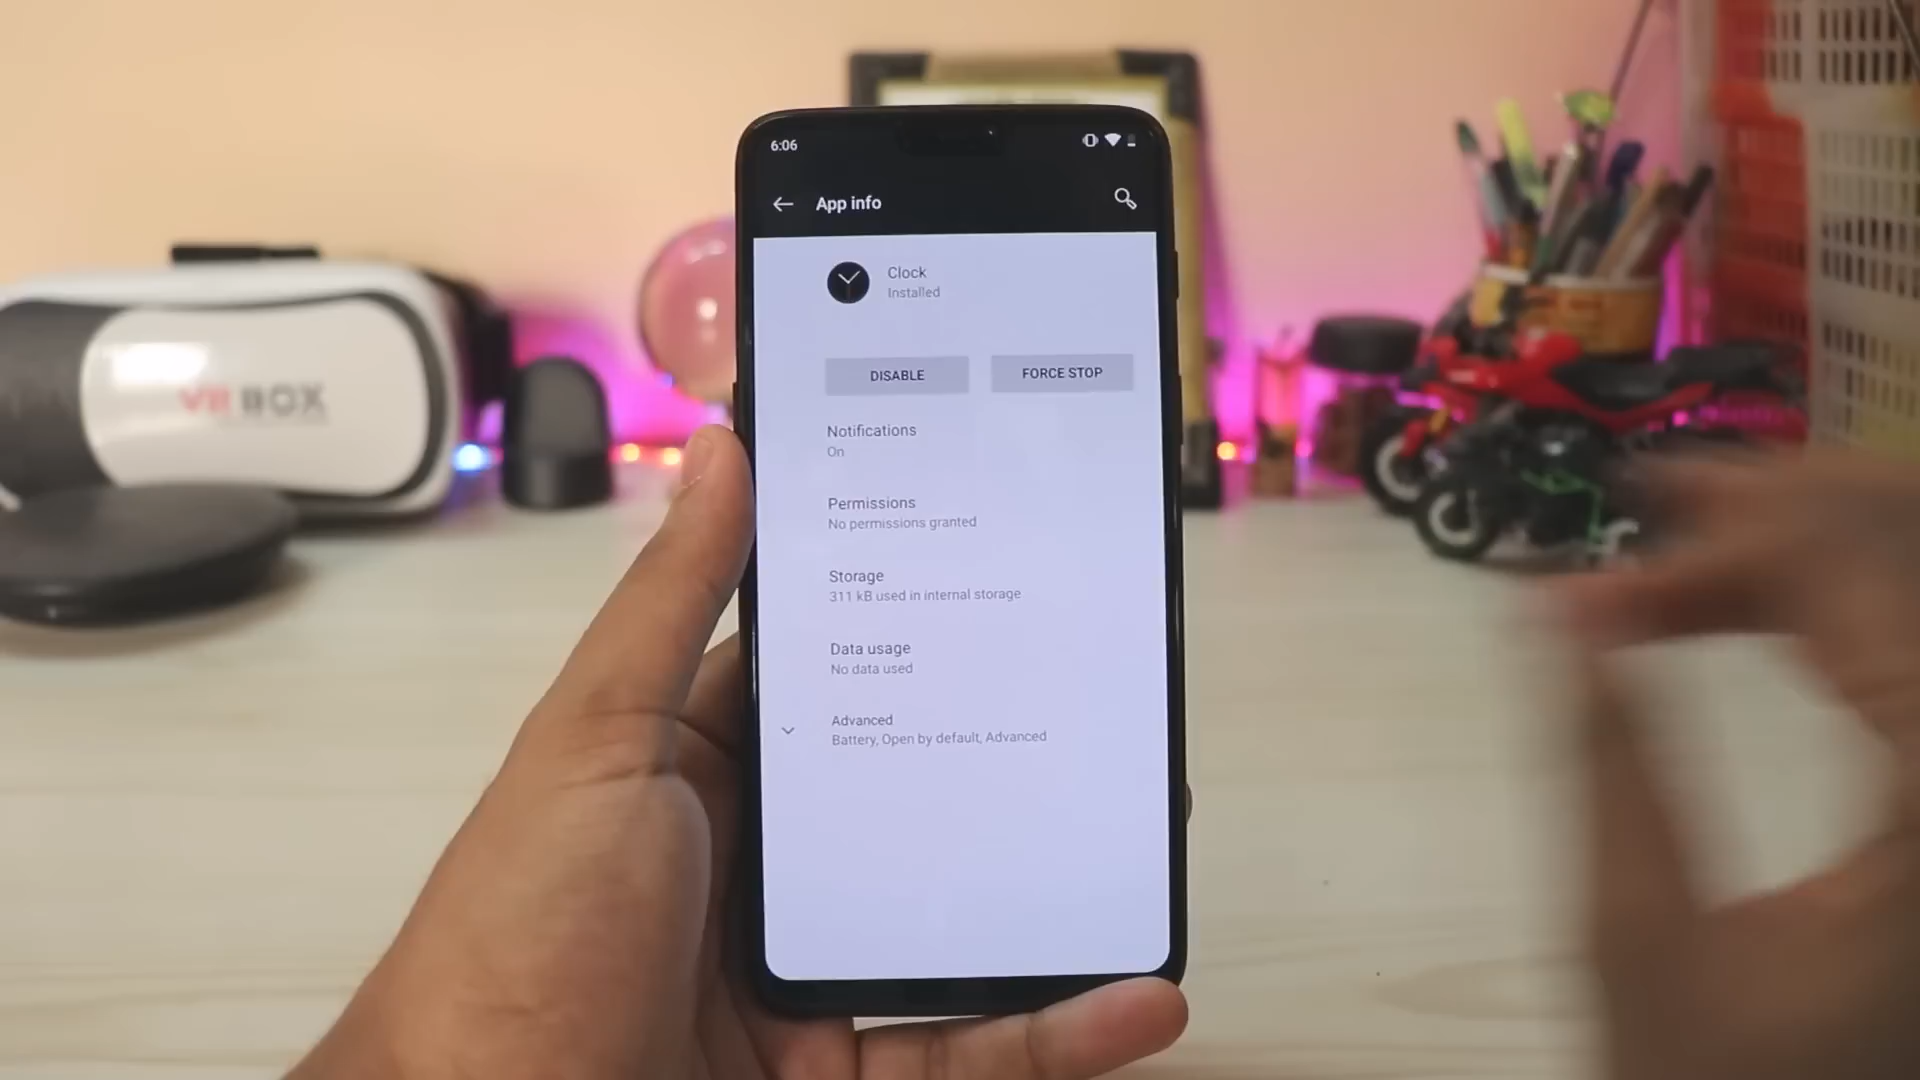 6:06
App info
Clock
Installed
DISABLE
FORCE STOP
Notifications
On
Permissions
No permissions granted
Storage
311 kB used in internal storage
Data usage
No data used
Advanced
Battery, Open by default, Advanced
VR BOX